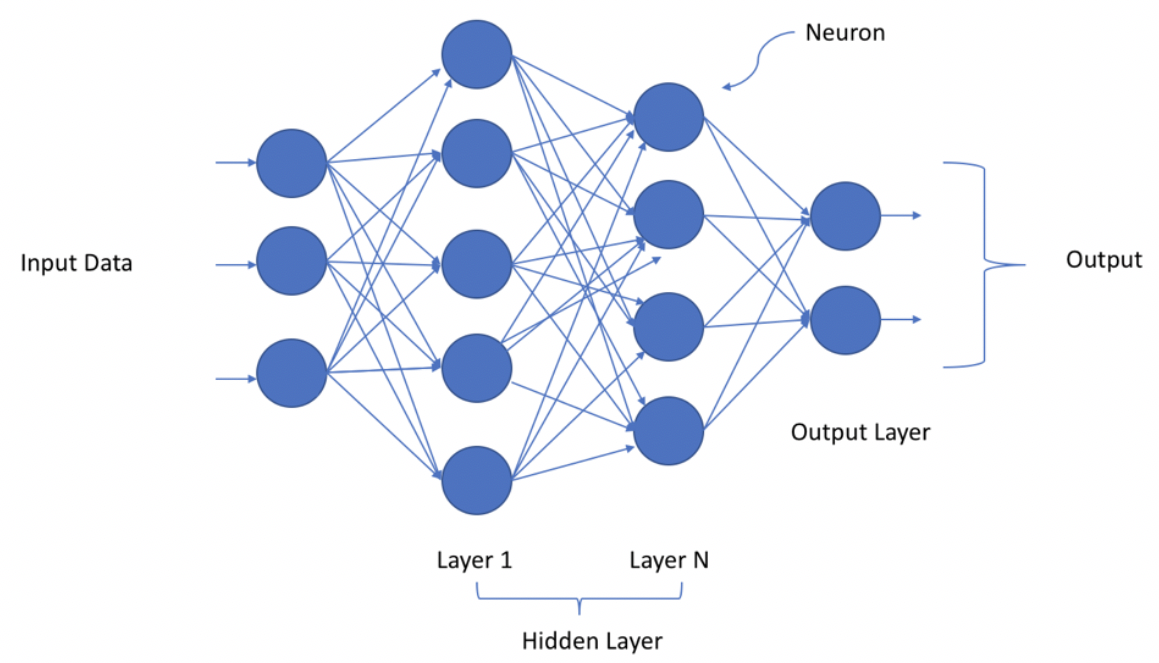 Neuron
Input Data
Output
Output Layer
Layer 1
Layer N
Hidden Layer